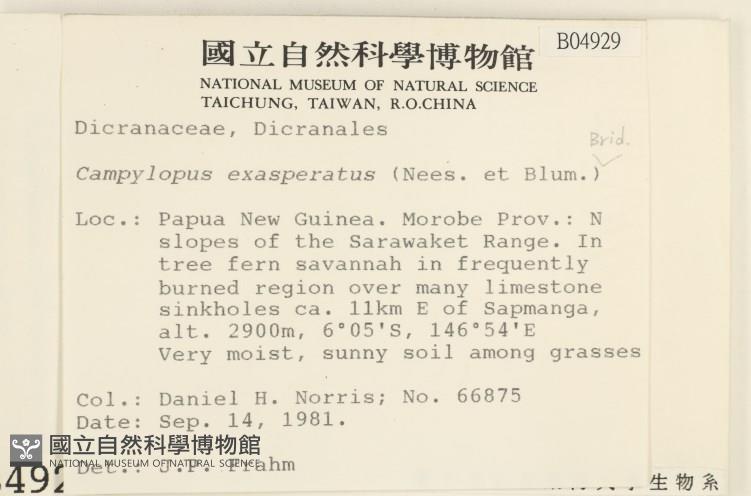 國立自然科學博物館
B04929
NATIONAL MUSEUM OF NATURAL SCIENCE
TAICHUNG, TAIWAN, R.O.CHINA
Dicranaceae, Dicranales
Brid.
Campylopus exasperatus (Nees. et Blum.)
Loc.: Papua New Guinea. Morobe Prov.: N
slopes of the Sarawaket Range. In
tree fern savannah in frequently
burned region over many limestone
sinkholes ca. 11km E of Sapmanga,
alt. 2900m, 6°05'S, 146°54'E
Very moist, sunny soil among grasses
Col.: Daniel H. Norris; No. 66875
Date: Sep. 14, 1981.
國立自然科學博物館
NATIONAL MUSEUM OF NATURAL SCIENCE
Det.: J.P. Frahm
生物系